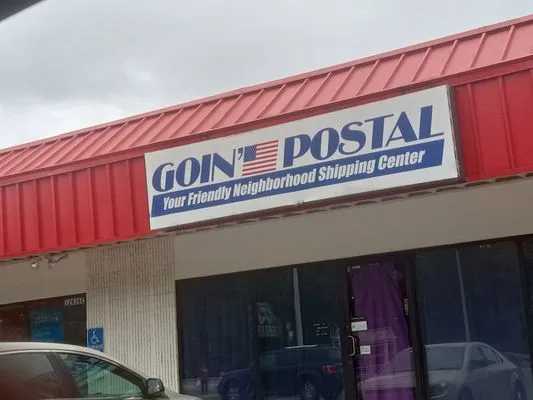 GOIN' POSTAL
Your Friendly Neighborhood Shipping Center